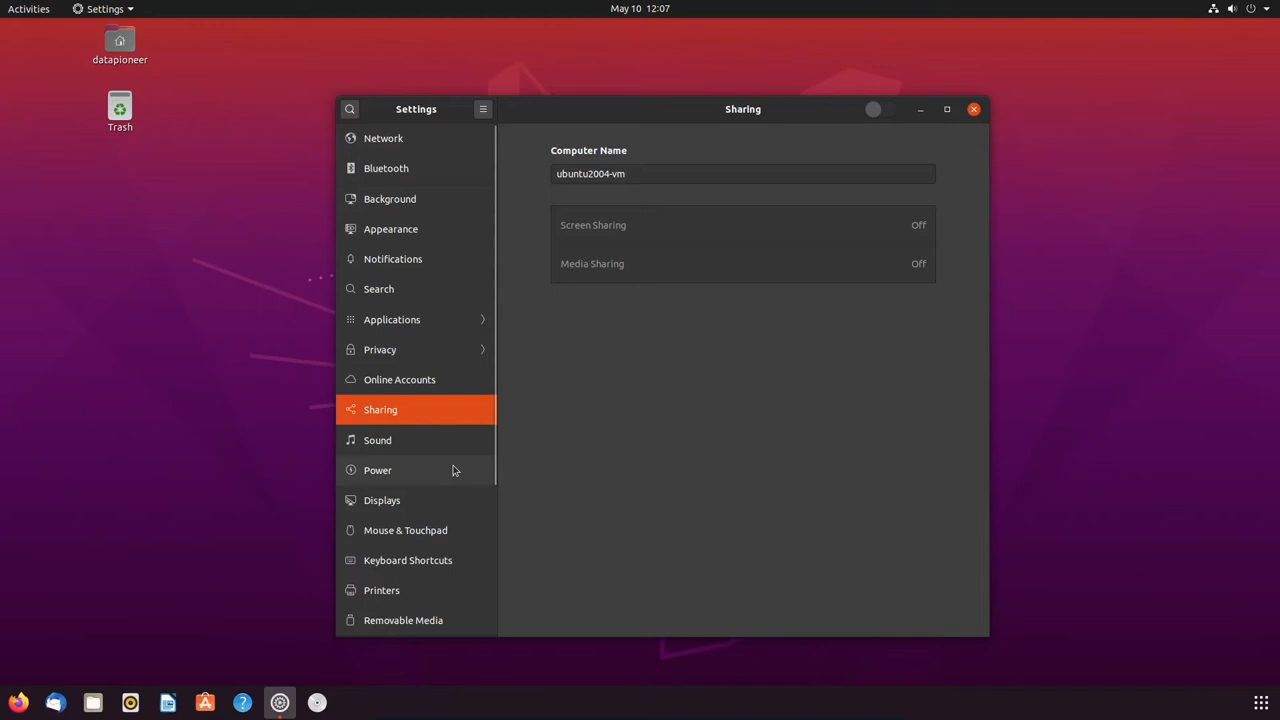 Activities
Settings
May 10 12:07
datapioneer
Trash
Settings
Sharing
Network
Bluetooth
Background
Appearance
Notifications
Search
Applications
Privacy
Online Accounts
Sharing
Sound
Power
Displays
Mouse & Touchpad
Keyboard Shortcuts
Printers
Removable Media
Computer Name
ubuntu2004-vm
Screen Sharing Off
Media Sharing Off